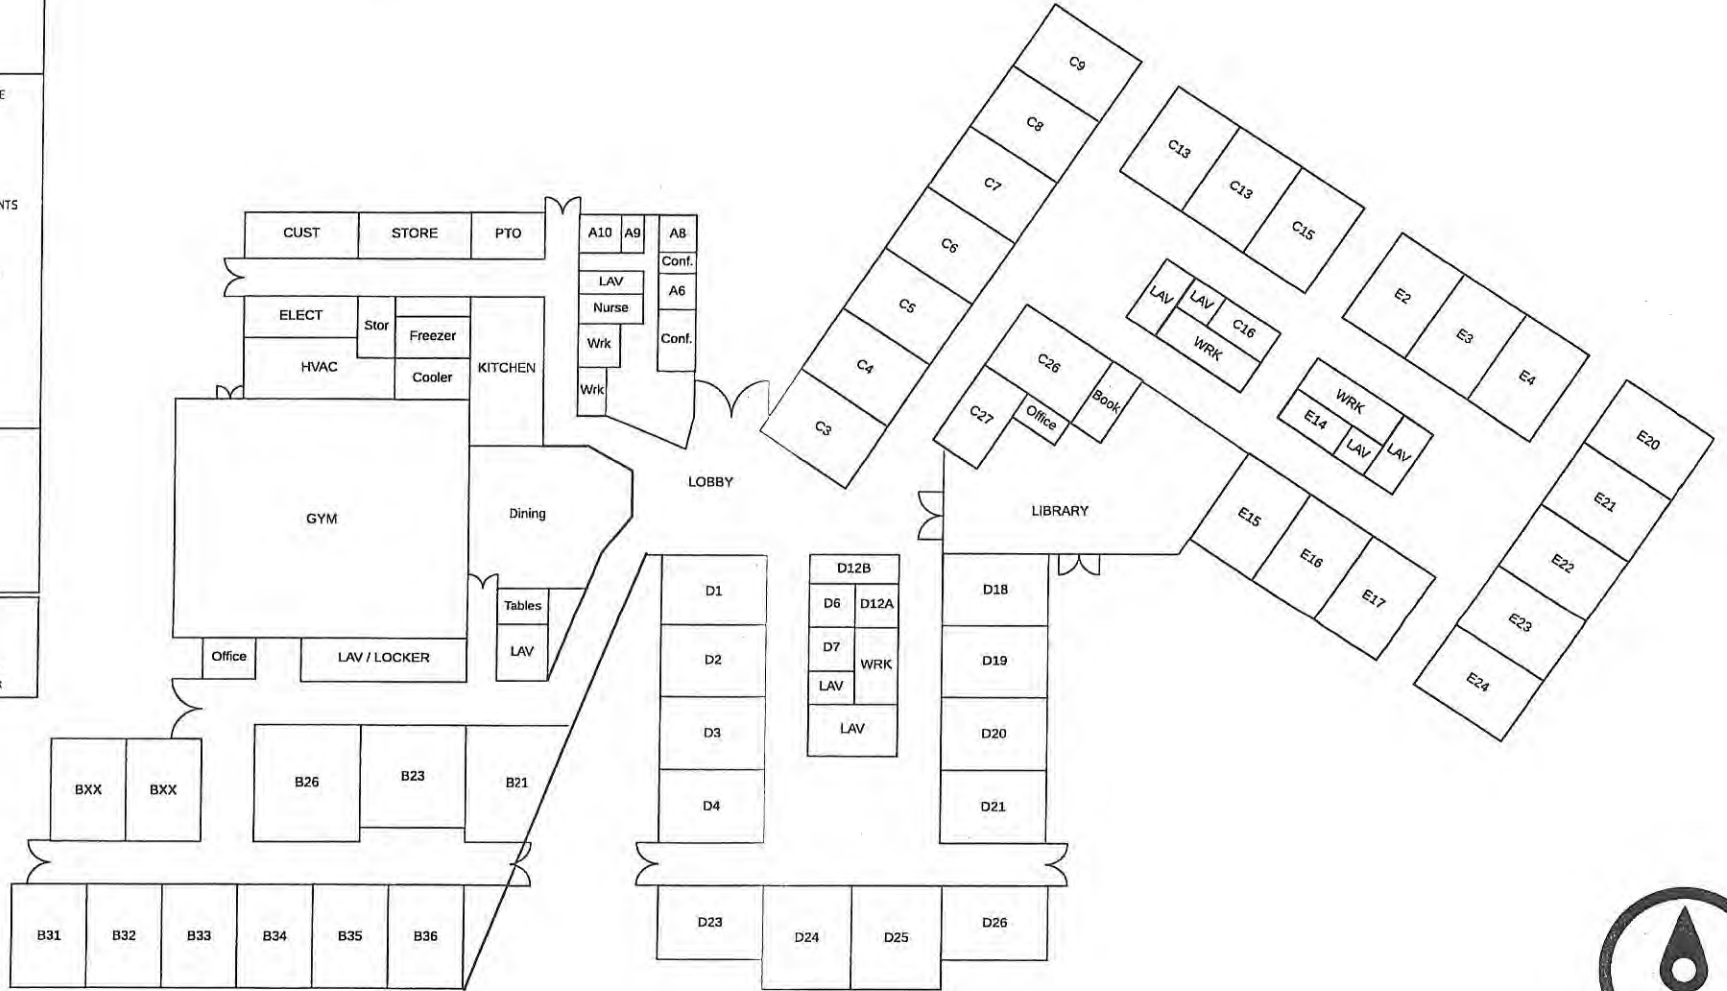 E
NTS
R
C9
C8
C7
C6
C5
C4
C3
C13
C13
C15
LAV
LAV
C16
WRK
E2
E3
E4
WRK
E14
LAV
LAV
E20
E21
E22
E23
E24
E15
E16
E17
C26
C27
Office
Book
LIBRARY
CUST
STORE
PTO
A10
A9
A8
Conf.
LAV
A6
Nurse
Conf.
Wrk
Wrk
ELECT
Stor
Freezer
HVAC
Cooler
KITCHEN
LOBBY
GYM
Dining
Tables
LAV
Office
LAV / LOCKER
D1
D2
D3
D4
D12B
D6
D12A
D7
WRK
LAV
LAV
D18
D19
D20
D21
BXX
BXX
B26
B23
B21
B31
B32
B33
B34
B35
B36
D23
D24
D25
D26